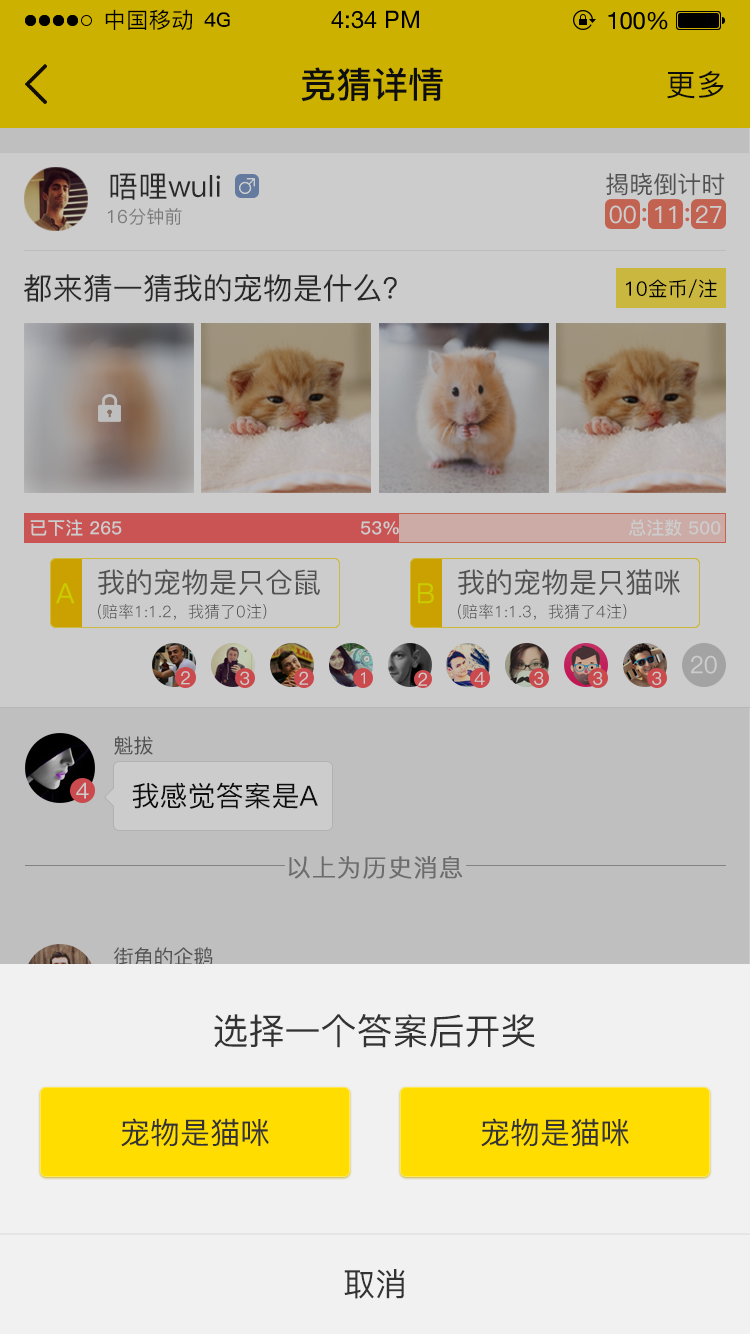 中国移动 4G 4:34 PM 100%
竞猜详情 更多
唔哩wuli 揭晓倒计时
16分钟前 00:11:27
都来猜一猜我的宠物是什么? 10金币/注
已下注 265 53% 总注数 500
A 我的宠物是只仓鼠 B 我的宠物是只猫咪
(赔率1:1.2，我猜了0注) (赔率1:1.3，我猜了4注)
2 3 2 1 2 4 3 3 3 20
魁拔
4 我感觉答案是A
以上为历史消息
街角的企鹅
选择一个答案后开奖
宠物是猫咪 宠物是猫咪
取消